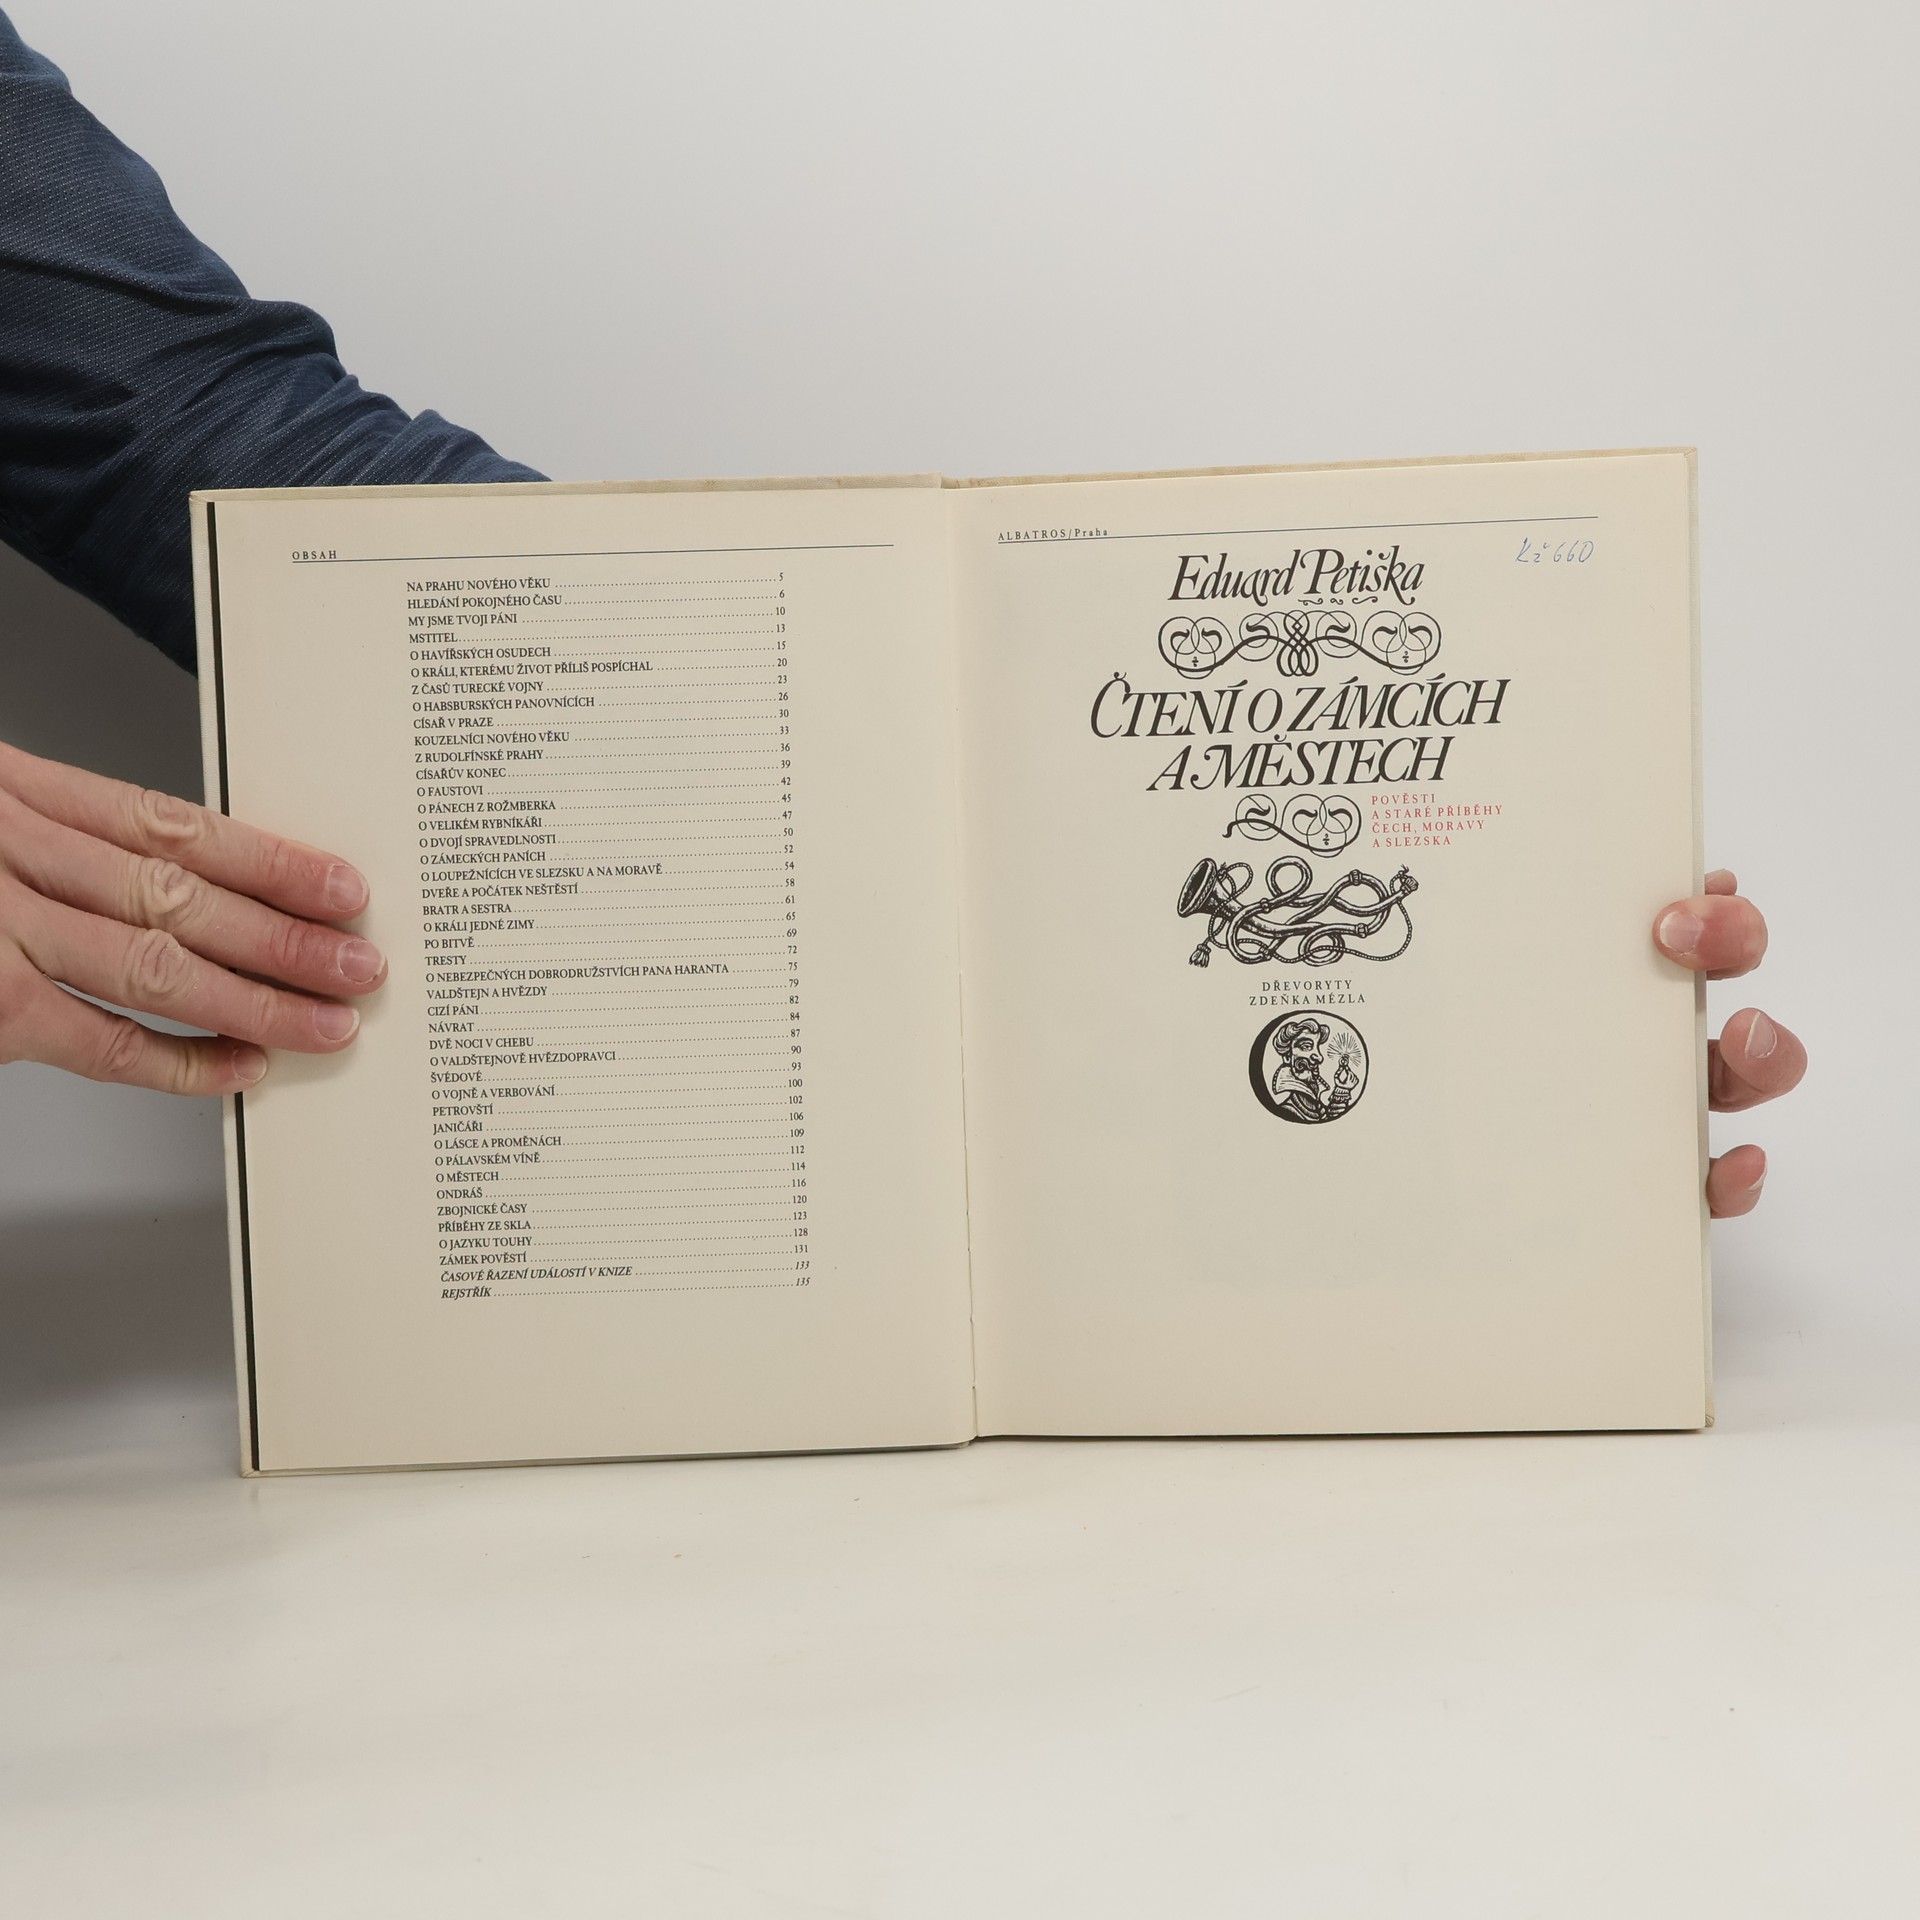 OBSAH
NA PRAHU NOVÉHO VĚKU ........ 5
HLEDÁNÍ POKOJNÉHO ČASU ........ 6
MY JSME TVOJI PÁNI ........ 10
MSTITEL ........ 13
O HAVÍŘSKÝCH OSUDECH ........ 15
O KRÁLI, KTERÉMU ŽIVOT PŘÍLIŠ POSPÍCHAL ........ 20
Z ČASŮ TURECKÉ VOJNY ........ 23
O HABSBURSKÝCH PANOVNÍCÍCH ........ 26
CÍSAŘ V PRAZE ........ 30
KOUZELNÍCI NOVÉHO VĚKU ........ 33
Z RUDOLFÍNSKÉ PRAHY ........ 36
CÍSAŘŮV KONEC ........ 39
O FAUSTOVI ........ 42
O PÁNECH Z ROŽMBERKA ........ 45
O VELIKÉM RYBNÍKÁŘI ........ 47
O DVOJÍ SPRAVEDLNOSTI ........ 50
O ZÁMECKÝCH PANÍCH ........ 52
O LOUPEŽNÍCÍCH VE SLEZSKU A NA MORAVĚ ........ 54
DVEŘE A POČÁTEK NEŠTĚSTÍ ........ 58
BRATR A SESTRA ........ 61
O KRÁLI JEDNÉ ZIMY ........ 65
PO BITVĚ ........ 69
TRESTY ........ 72
O NEBEZPEČNÝCH DOBRODRUŽSTVÍCH PANA HARANTA ........ 75
VALDŠTEJN A HVĚZDY ........ 79
CIZÍ PÁNI ........ 82
NÁVRAT ........ 84
DVĚ NOCI V CHEBU ........ 87
O VALDŠTEJNOVĚ HVĚZDOPRAVCI ........ 90
ŠVÉDOVÉ ........ 93
O VOJNĚ A VERBOVÁNÍ ........ 100
PETROVŠTÍ ........ 102
JANIČÁŘI ........ 106
O LÁSCE A PROMĚNÁCH ........ 109
O PÁLAVSKÉM VÍNĚ ........ 112
O MĚSTECH ........ 114
ONDRÁŠ ........ 116
ZBOJNICKÉ ČASY ........ 120
PŘÍBĚHY ZE SKLA ........ 123
O JAZYKU TOUHY ........ 128
ZÁMEK POVĚSTÍ ........ 131
ČASOVÉ ŘAZENÍ UDÁLOSTÍ V KNIZE ........ 133
REJSTŘÍK ........ 135
ALBATROS/Praha
Kž 660
Eduard Petiška
ČTENÍ O ZÁMCÍCH
A MĚSTECH
POVĚSTI
A STARÉ PŘÍBĚHY
ČECH, MORAVY
A SLEZSKA
DŘEVORYTY
ZDEŇKA MÉZLA